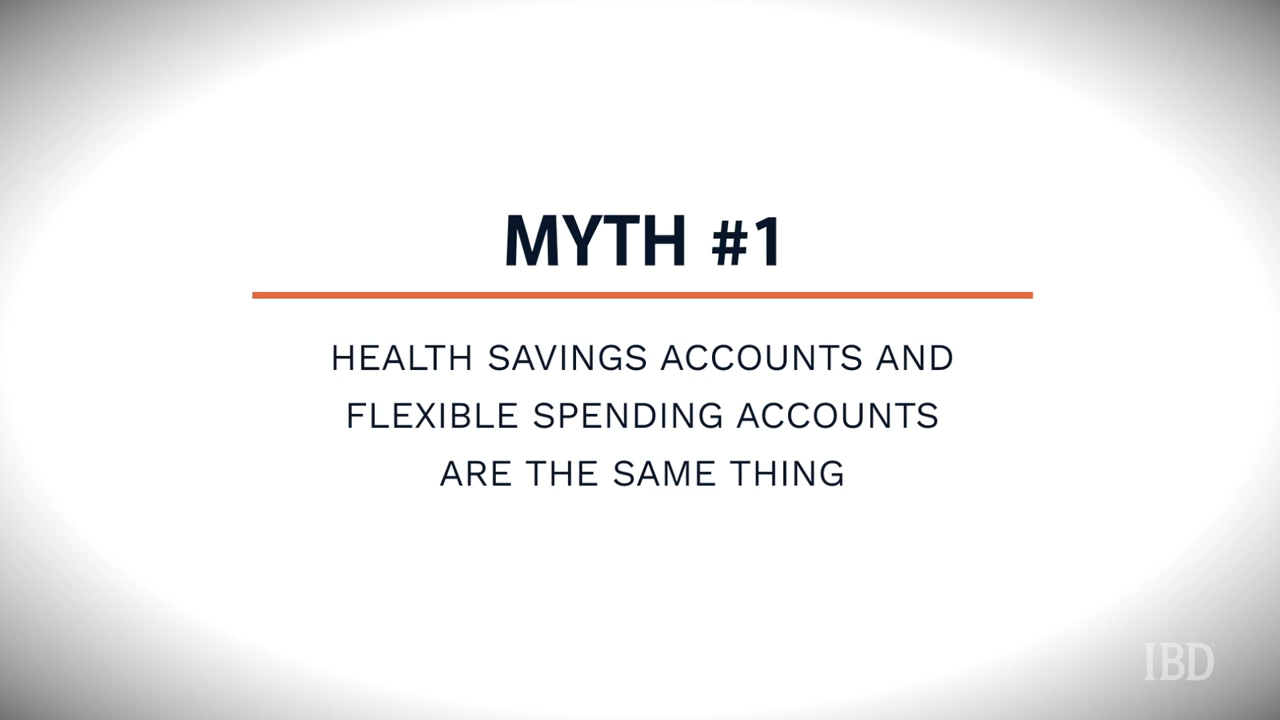 MYTH #1
HEALTH SAVINGS ACCOUNTS AND
FLEXIBLE SPENDING ACCOUNTS
ARE THE SAME THING
IBD